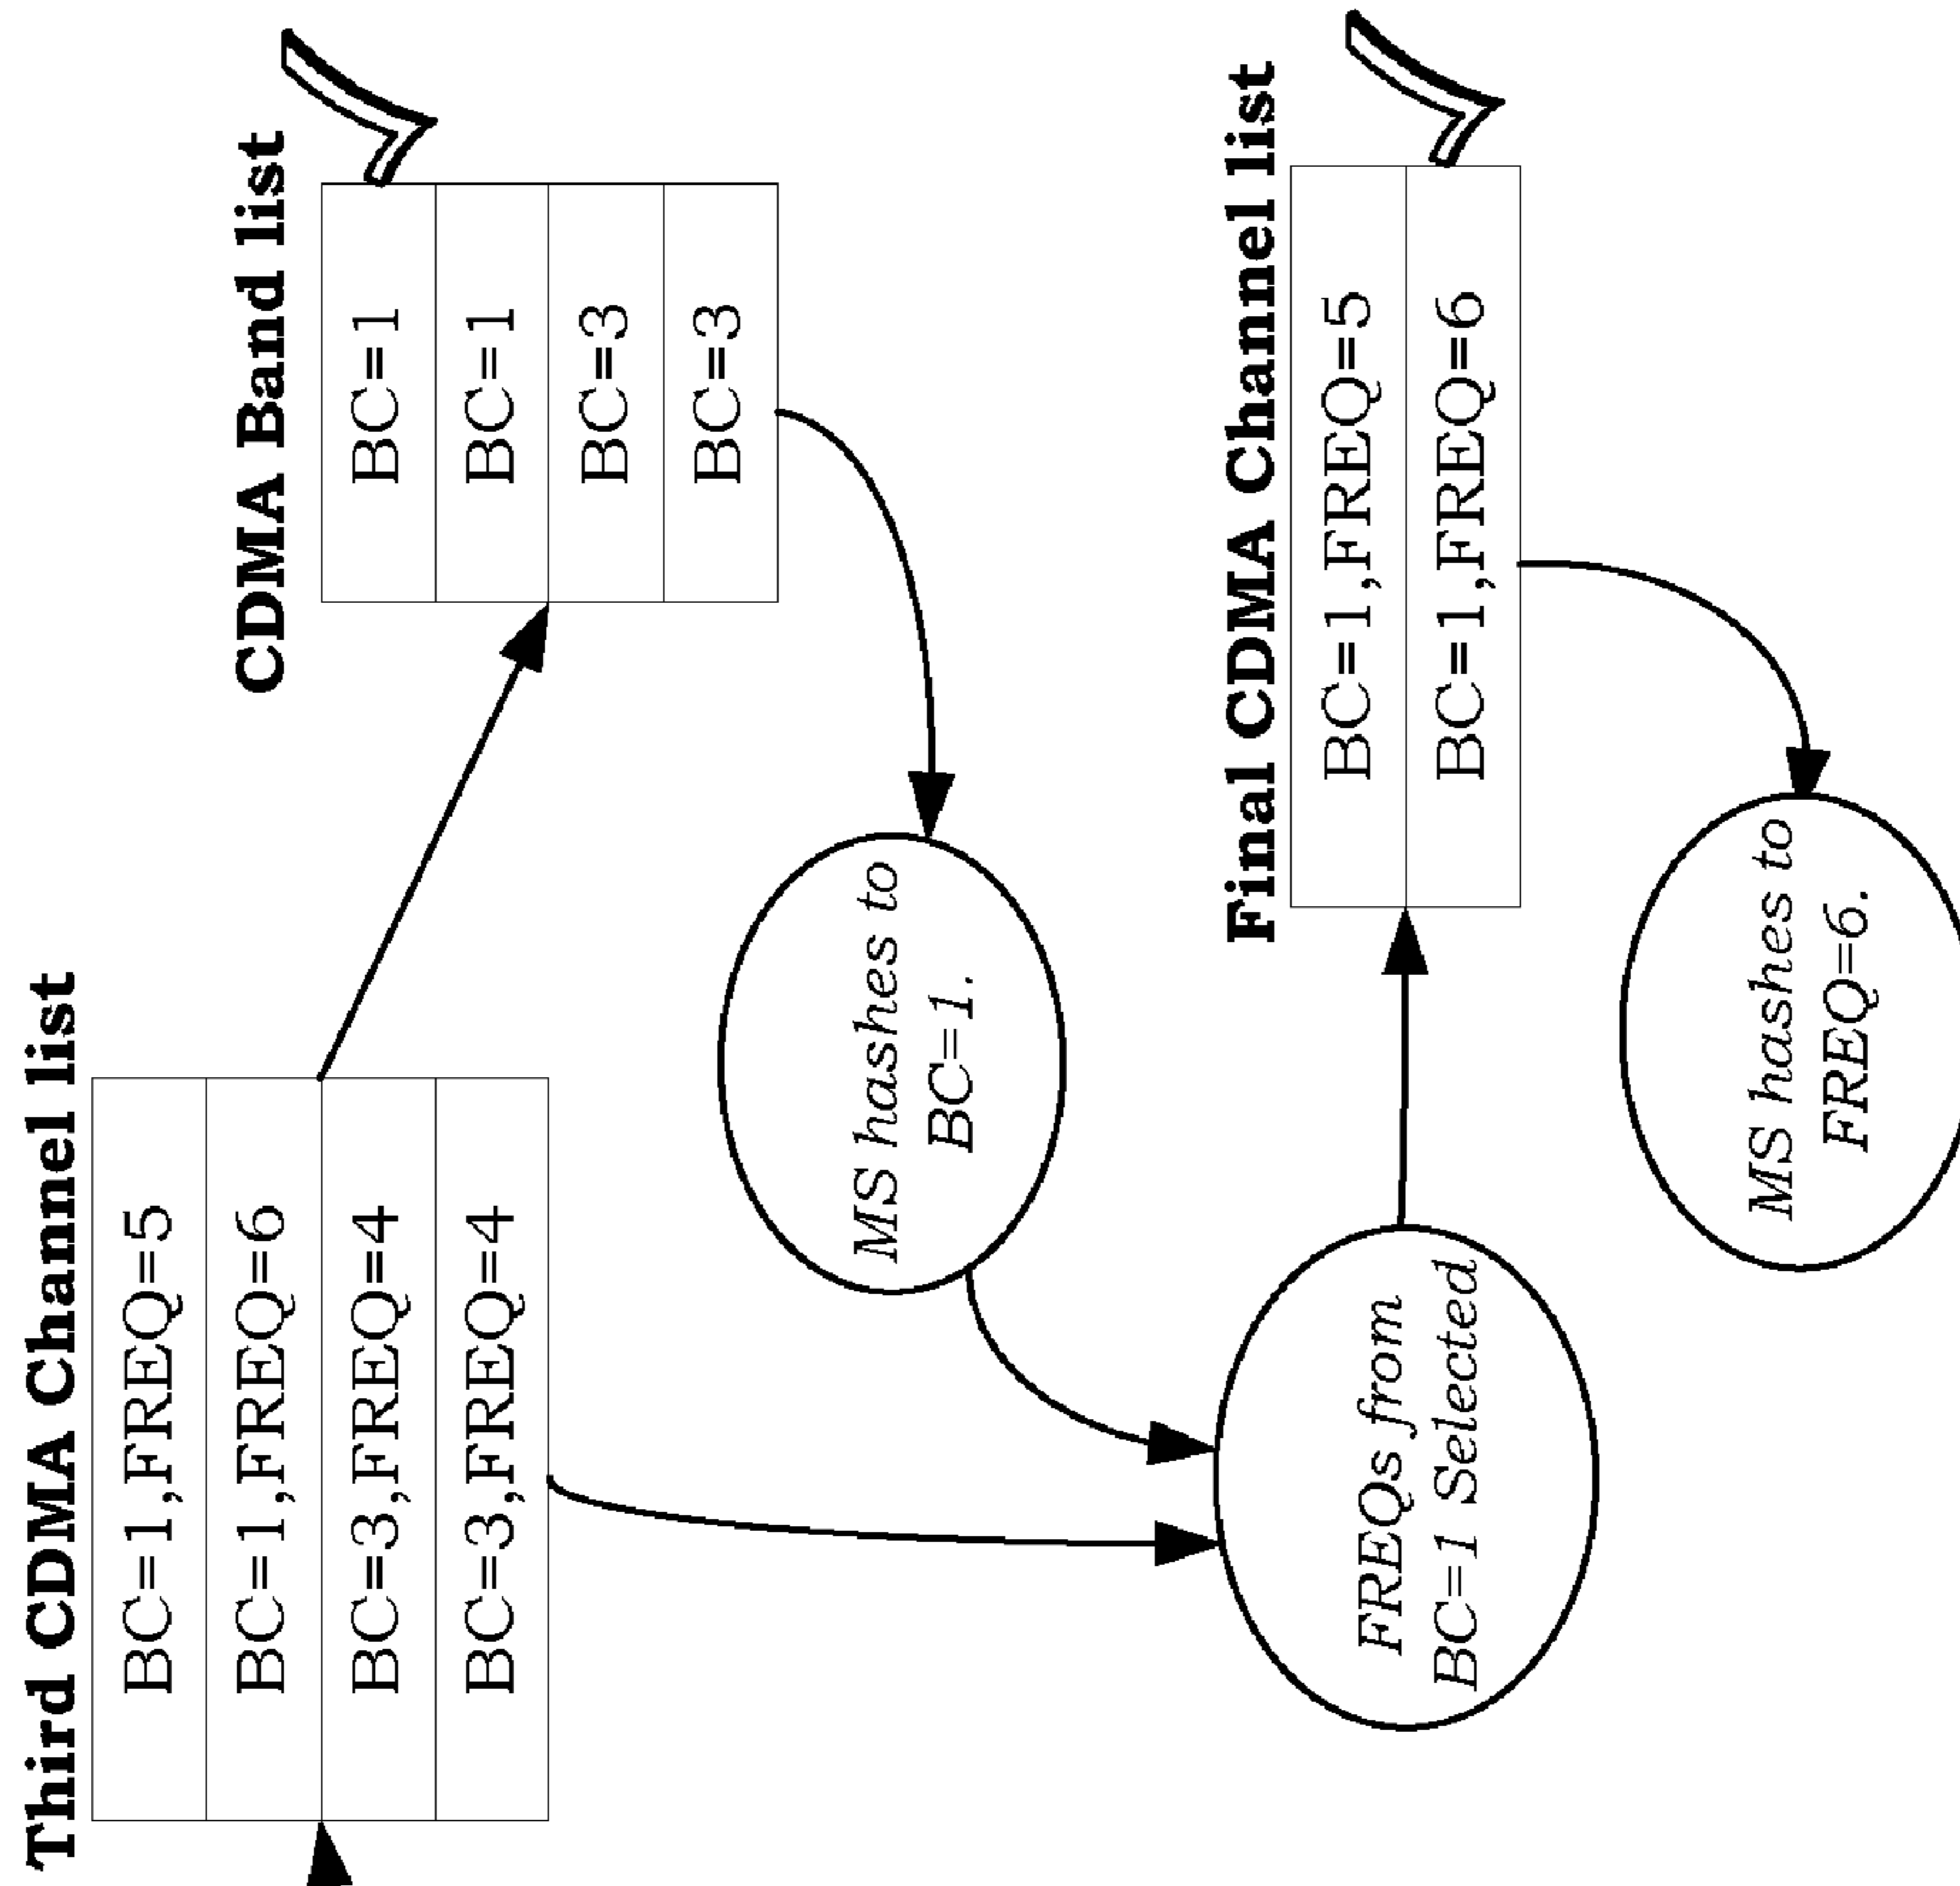 Third CDMA Channel list
BC=1,FREQ=5
BC=1,FREQ=6
BC=3,FREQ=4
BC=3,FREQ=4
CDMA Band list
BC=1
BC=1
BC=3
BC=3
MS hashes to
BC=1.
FREQs from
BC=1 Selected
Final CDMA Channel list
BC=1,FREQ=5
BC=1,FREQ=6
MS hashes to
FREQ=6.